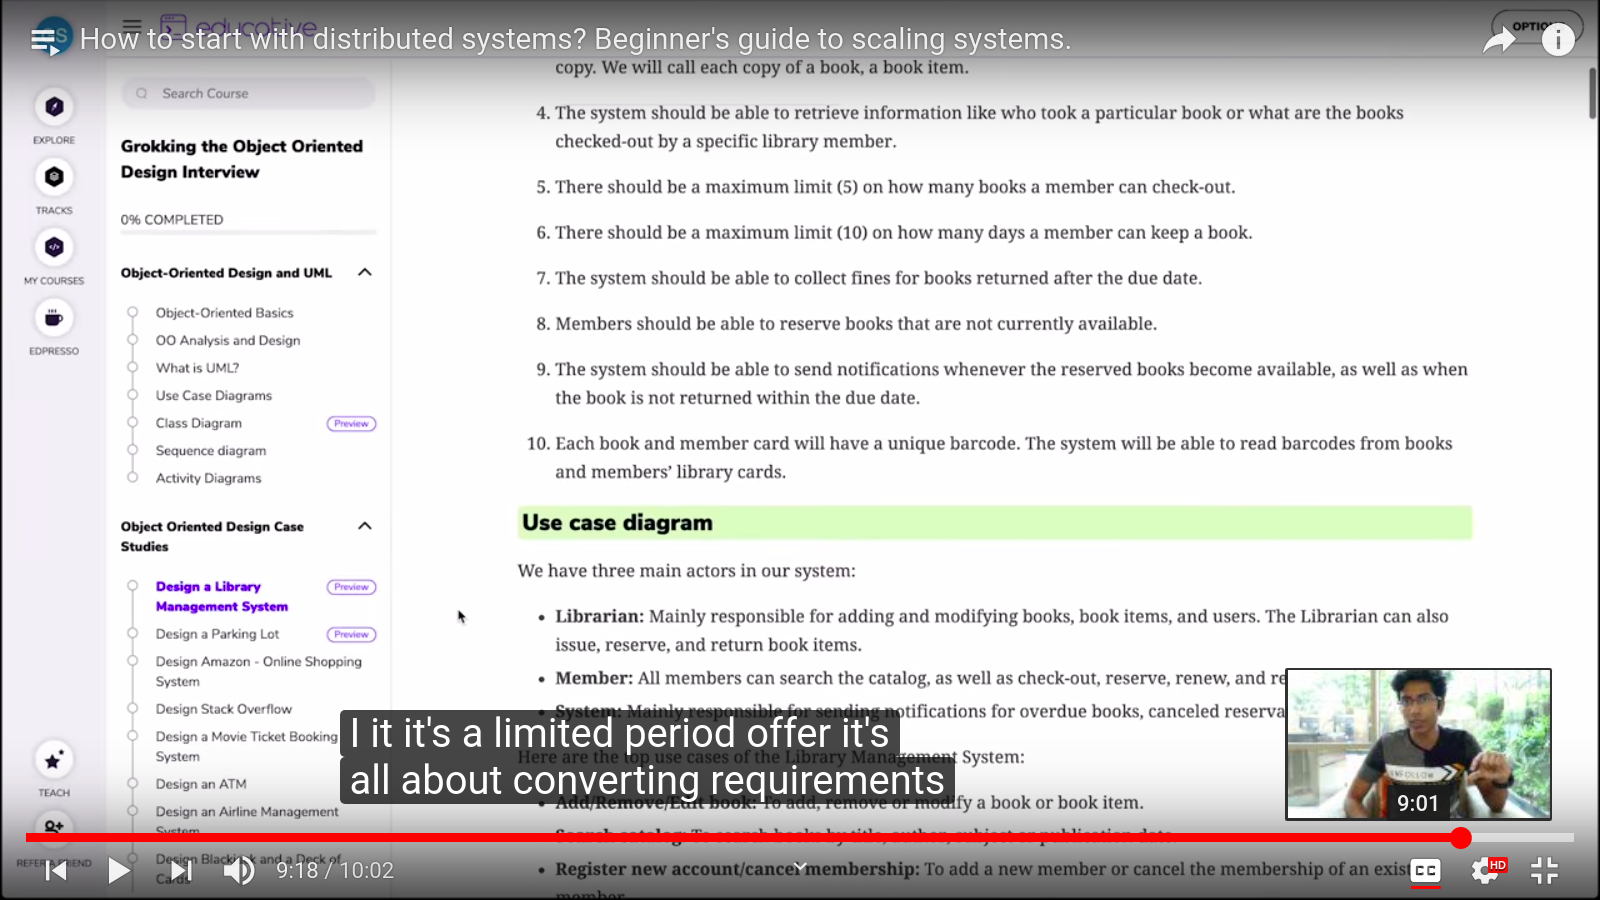 educative
OPTIO
How to start with distributed systems? Beginner's guide to scaling systems.
Search Course
EXPLORE
TRACKS
MY COURSES
EDPRESSO
TEACH
REFER A FRIEND
Grokking the Object Oriented
Design Interview
0% COMPLETED
Object-Oriented Design and UML
Object-Oriented Basics
OO Analysis and Design
What is UML?
Use Case Diagrams
Class Diagram Preview
Sequence diagram
Activity Diagrams
Object Oriented Design Case
Studies
Design a Library Preview
Management System
Design a Parking Lot Preview
Design Amazon - Online Shopping
System
Design Stack Overflow
Design a Movie Ticket Booking
System
Design an ATM
Design an Airline Management
System
Design Blackjack and a Deck of
Cards
copy. We will call each copy of a book, a book item.
4. The system should be able to retrieve information like who took a particular book or what are the books
checked-out by a specific library member.
5. There should be a maximum limit (5) on how many books a member can check-out.
6. There should be a maximum limit (10) on how many days a member can keep a book.
7. The system should be able to collect fines for books returned after the due date.
8. Members should be able to reserve books that are not currently available.
9. The system should be able to send notifications whenever the reserved books become available, as well as when
the book is not returned within the due date.
10. Each book and member card will have a unique barcode. The system will be able to read barcodes from books
and members’ library cards.
Use case diagram
We have three main actors in our system:
• Librarian: Mainly responsible for adding and modifying books, book items, and users. The Librarian can also
issue, reserve, and return book items.
• Member: All members can search the catalog, as well as check-out, reserve, renew, and re
• System: Mainly responsible for sending notifications for overdue books, canceled reserva
Here are the top use cases of the Library Management System:
• Add/Remove/Edit book: To add, remove or modify a book or book item.
• Search catalog: To search books by title, author, subject or publication date.
• Register new account/cancel membership: To add a new member or cancel the membership of an exist
member.
I it it's a limited period offer it's
all about converting requirements
9:01
9:18 / 10:02
CC
HD